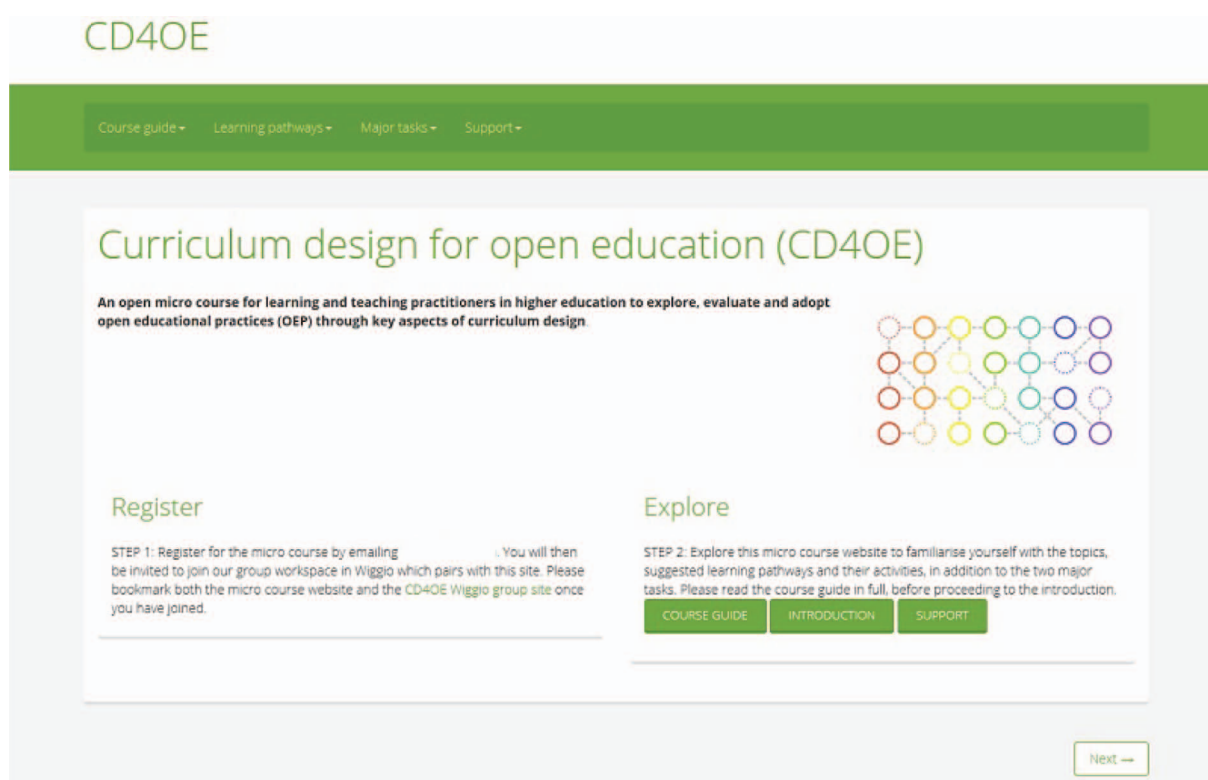 CD4OE
Course guide Learning pathways Major tasks Support
Curriculum design for open education (CD4OE)
An open micro course for learning and teaching practitioners in higher education to explore, evaluate and adopt
open educational practices (OEP) through key aspects of curriculum design.
Register
STEP 1: Register for the micro course by emailing . You will then
be invited to join our group workspace in Wiggio which pairs with this site. Please
bookmark both the micro course website and the CD4OE Wiggio group site once
you have joined.
Explore
STEP 2: Explore this micro course website to familiarise yourself with the topics,
suggested learning pathways and their activities, in addition to the two major
tasks. Please read the course guide in full, before proceeding to the introduction.
COURSE GUIDE INTRODUCTION SUPPORT
Next →